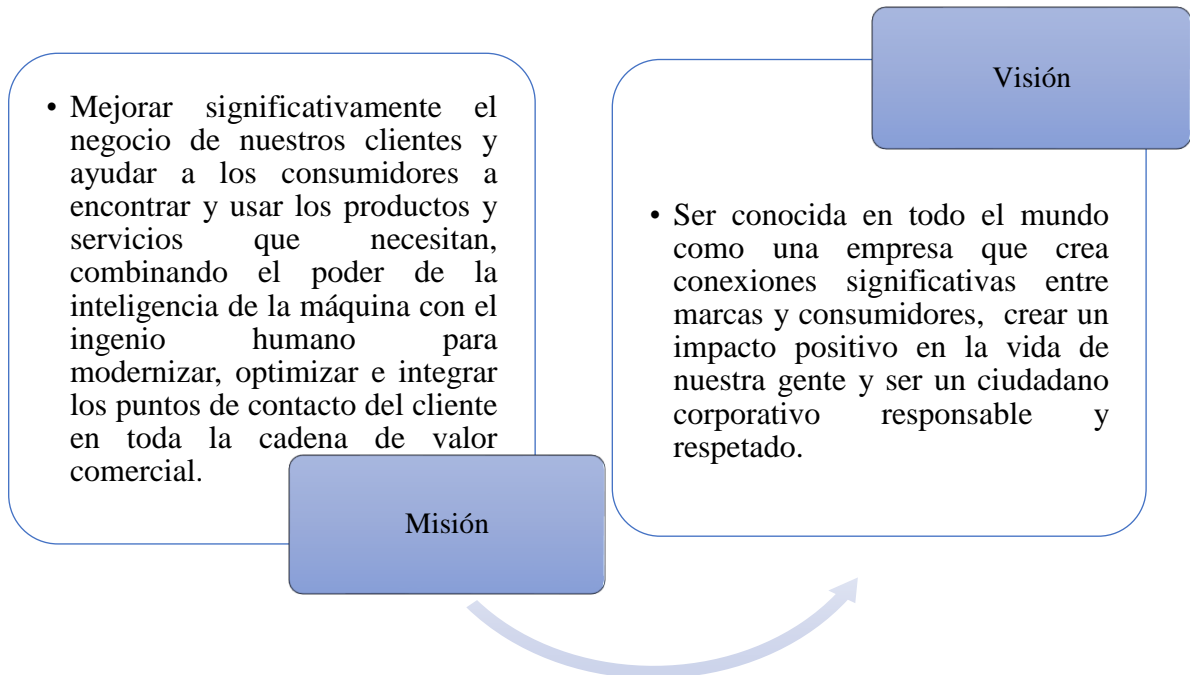 • Mejorar significativamente el
negocio de nuestros clientes y
ayudar a los consumidores a
encontrar y usar los productos y
servicios que necesitan,
combinando el poder de la
inteligencia de la máquina con el
ingenio humano para
modernizar, optimizar e integrar
los puntos de contacto del cliente
en toda la cadena de valor
comercial.
Misión
Visión
• Ser conocida en todo el mundo
como una empresa que crea
conexiones significativas entre
marcas y consumidores, crear un
impacto positivo en la vida de
nuestra gente y ser un ciudadano
corporativo responsable y
respetado.